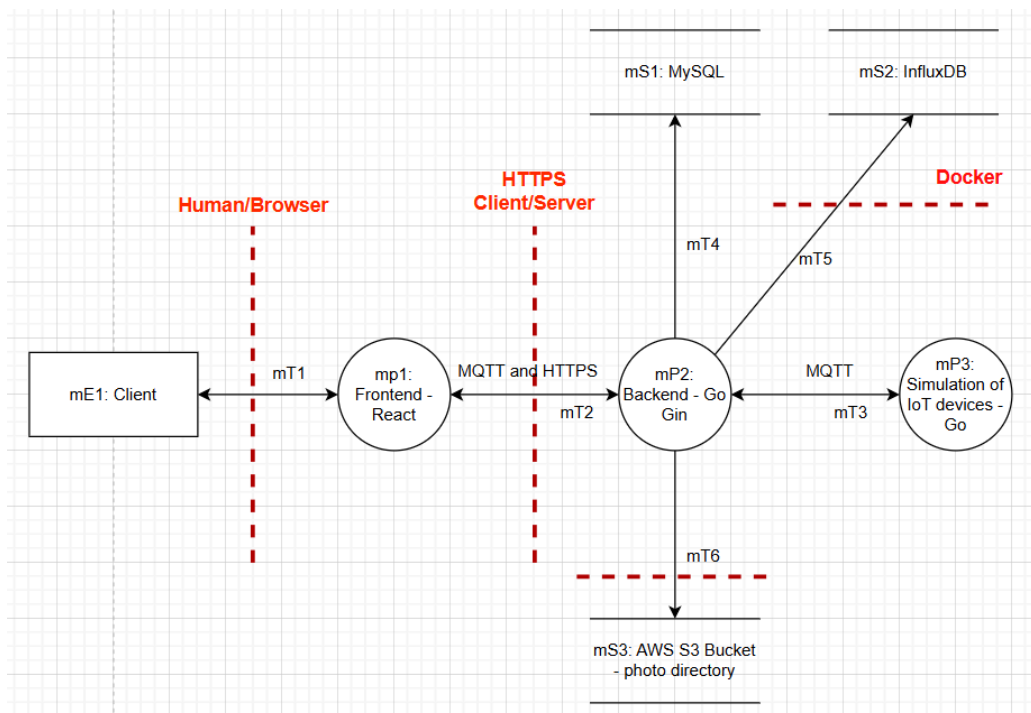 mS1: MySQL
mS2: InfluxDB
Human/Browser
HTTPS
Client/Server
Docker
mT4
mT5
mE1: Client
mT1
mp1:
Frontend -
React
MQTT and HTTPS
mT2
mP2:
Backend - Go
Gin
MQTT
mT3
mP3:
Simulation of
IoT devices -
Go
mT6
mS3: AWS S3 Bucket
- photo directory